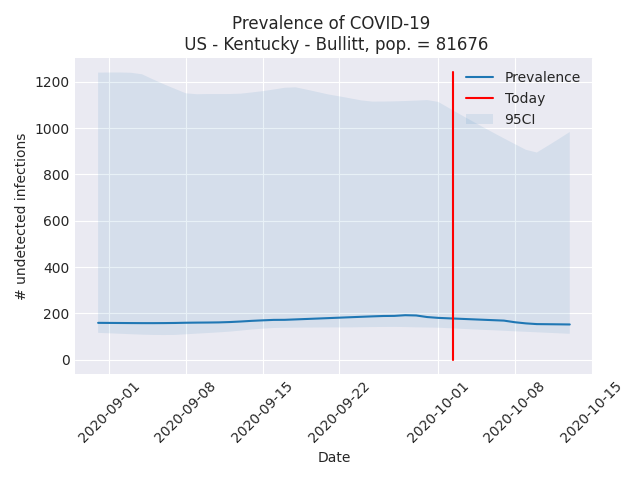 Prevalence of COVID-19
US - Kentucky - Bullitt, pop. = 81676
Prevalence
Today
95CI
1200
1000
800
600
400
200
0
# undetected infections
2020-09-01
2020-09-08
2020-09-15
2020-09-22
2020-10-01
2020-10-08
2020-10-15
Date